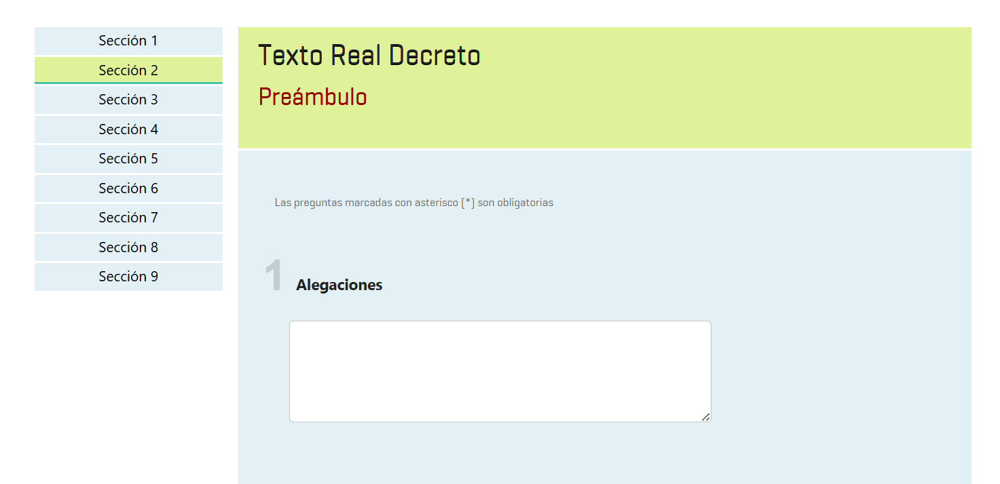 Sección 1
Sección 2
Sección 3
Sección 4
Sección 5
Sección 6
Sección 7
Sección 8
Sección 9
Texto Real Decreto
Preámbulo
Las preguntas marcadas con asterisco (*) son obligatorias
1 Alegaciones